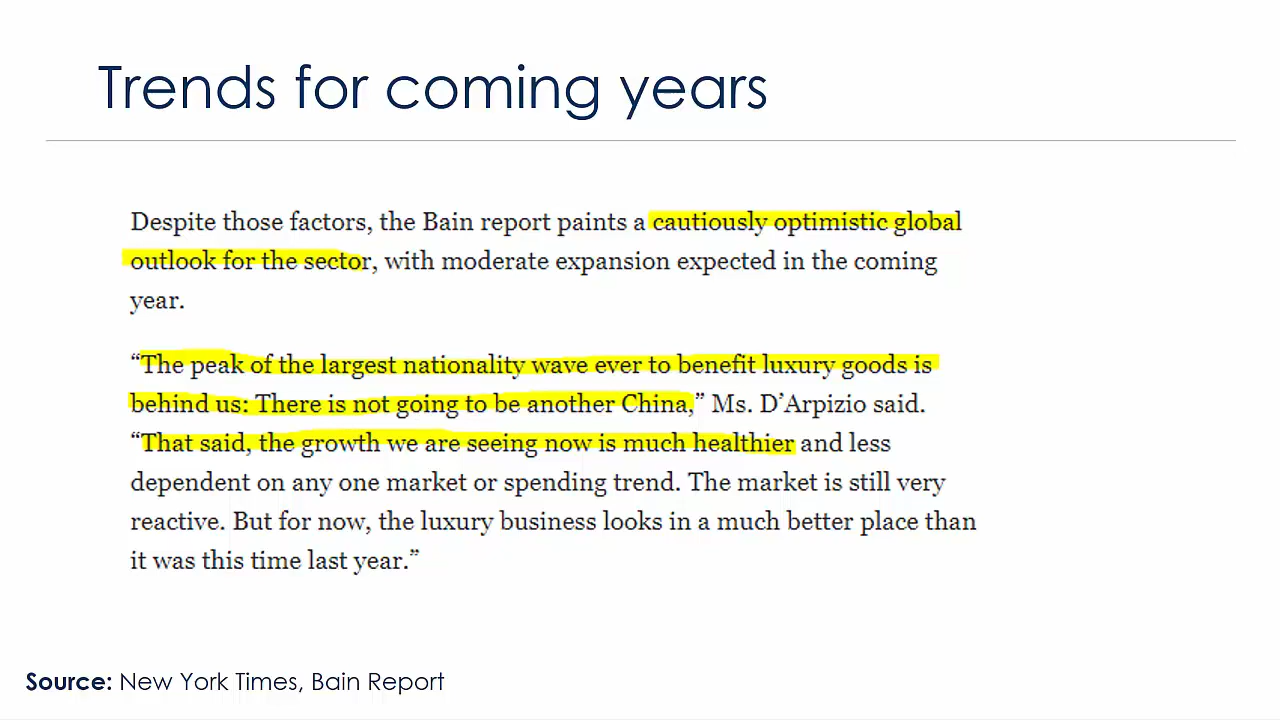 Trends for coming years
Despite those factors, the Bain report paints a cautiously optimistic global
outlook for the sector, with moderate expansion expected in the coming
year.
“The peak of the largest nationality wave ever to benefit luxury goods is
behind us: There is not going to be another China,” Ms. D’Arpizio said.
“That said, the growth we are seeing now is much healthier and less
dependent on any one market or spending trend. The market is still very
reactive. But for now, the luxury business looks in a much better place than
it was this time last year.”
Source: New York Times, Bain Report